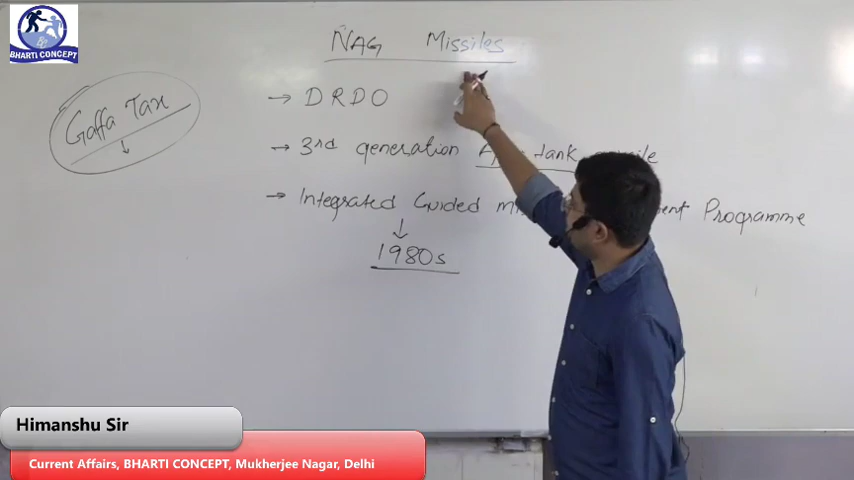 BHARTI CONCEPT
NAG Missiles
Gaffa Tax
→ DRDO
→ 3rd generation tank
→ Integrated Guided Programme
1980s
Himanshu Sir
Current Affairs, BHARTI CONCEPT, Mukherjee Nagar, Delhi